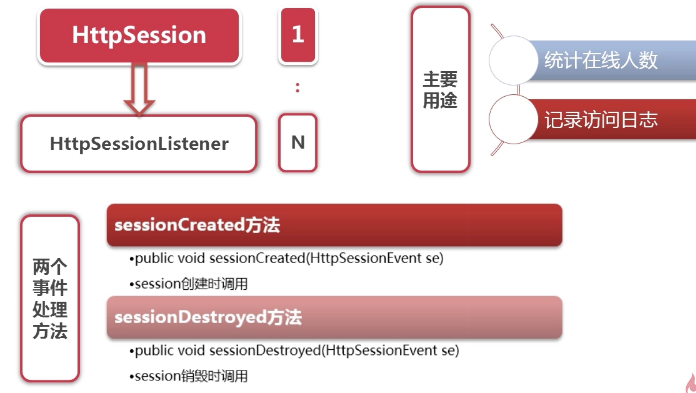 HttpSession
1
:
HttpSessionListener
N
主要
用途
统计在线人数
记录访问日志
两个
事件
处理
方法
sessionCreated方法
•public void sessionCreated(HttpSessionEvent se)
•session创建时调用
sessionDestroyed方法
•public void sessionDestroyed(HttpSessionEvent se)
•session销毁时调用